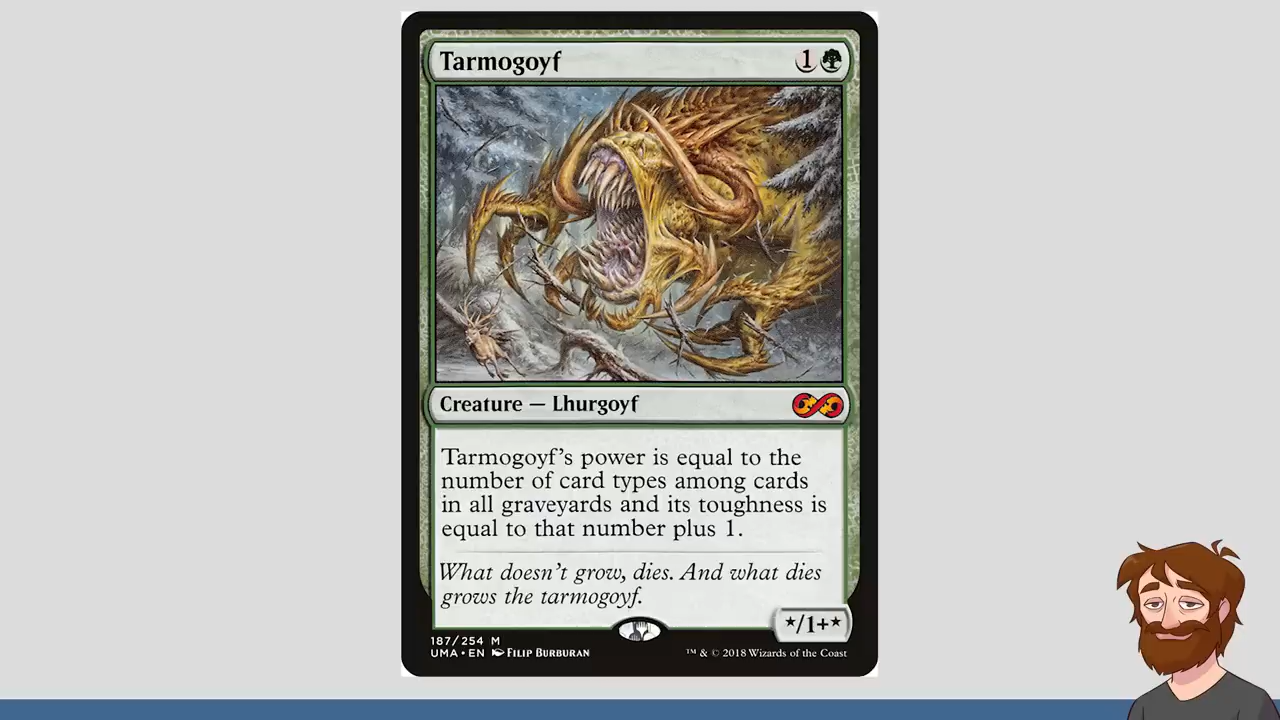 Tarmogoyf 1
Creature — Lhurgoyf
Tarmogoyf's power is equal to the
number of card types among cards
in all graveyards and its toughness is
equal to that number plus 1.
What doesn't grow, dies. And what dies
grows the tarmogoyf.
*/1+*
187/254 M
UMA • EN Filip Burburan
™ & © 2018 Wizards of the Coast